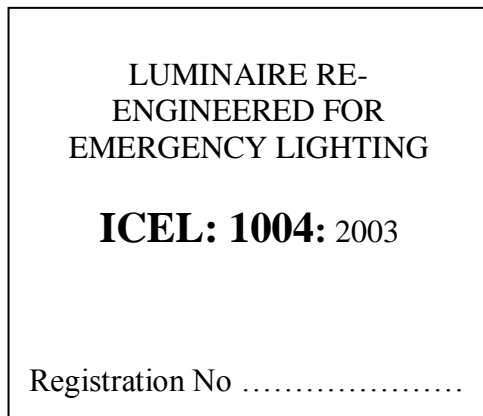 LUMINAIRE RE-
ENGINEERED FOR
EMERGENCY LIGHTING
ICEL: 1004: 2003
Registration No …………………